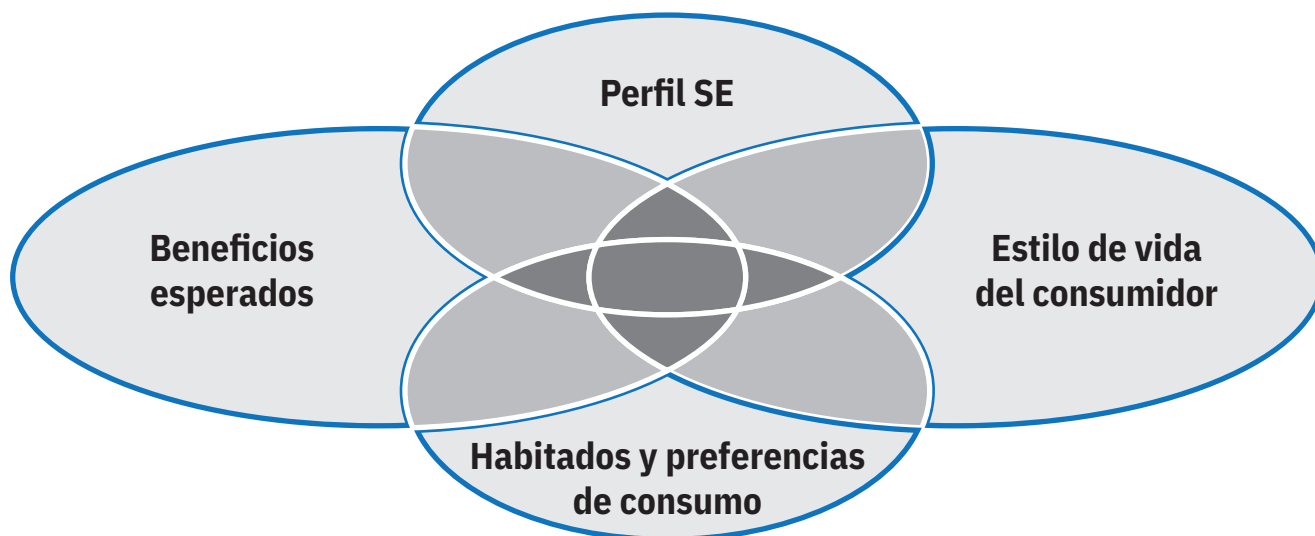 Perfil SE
Beneficios
esperados
Estilo de vida
del consumidor
Habitados y preferencias
de consumo